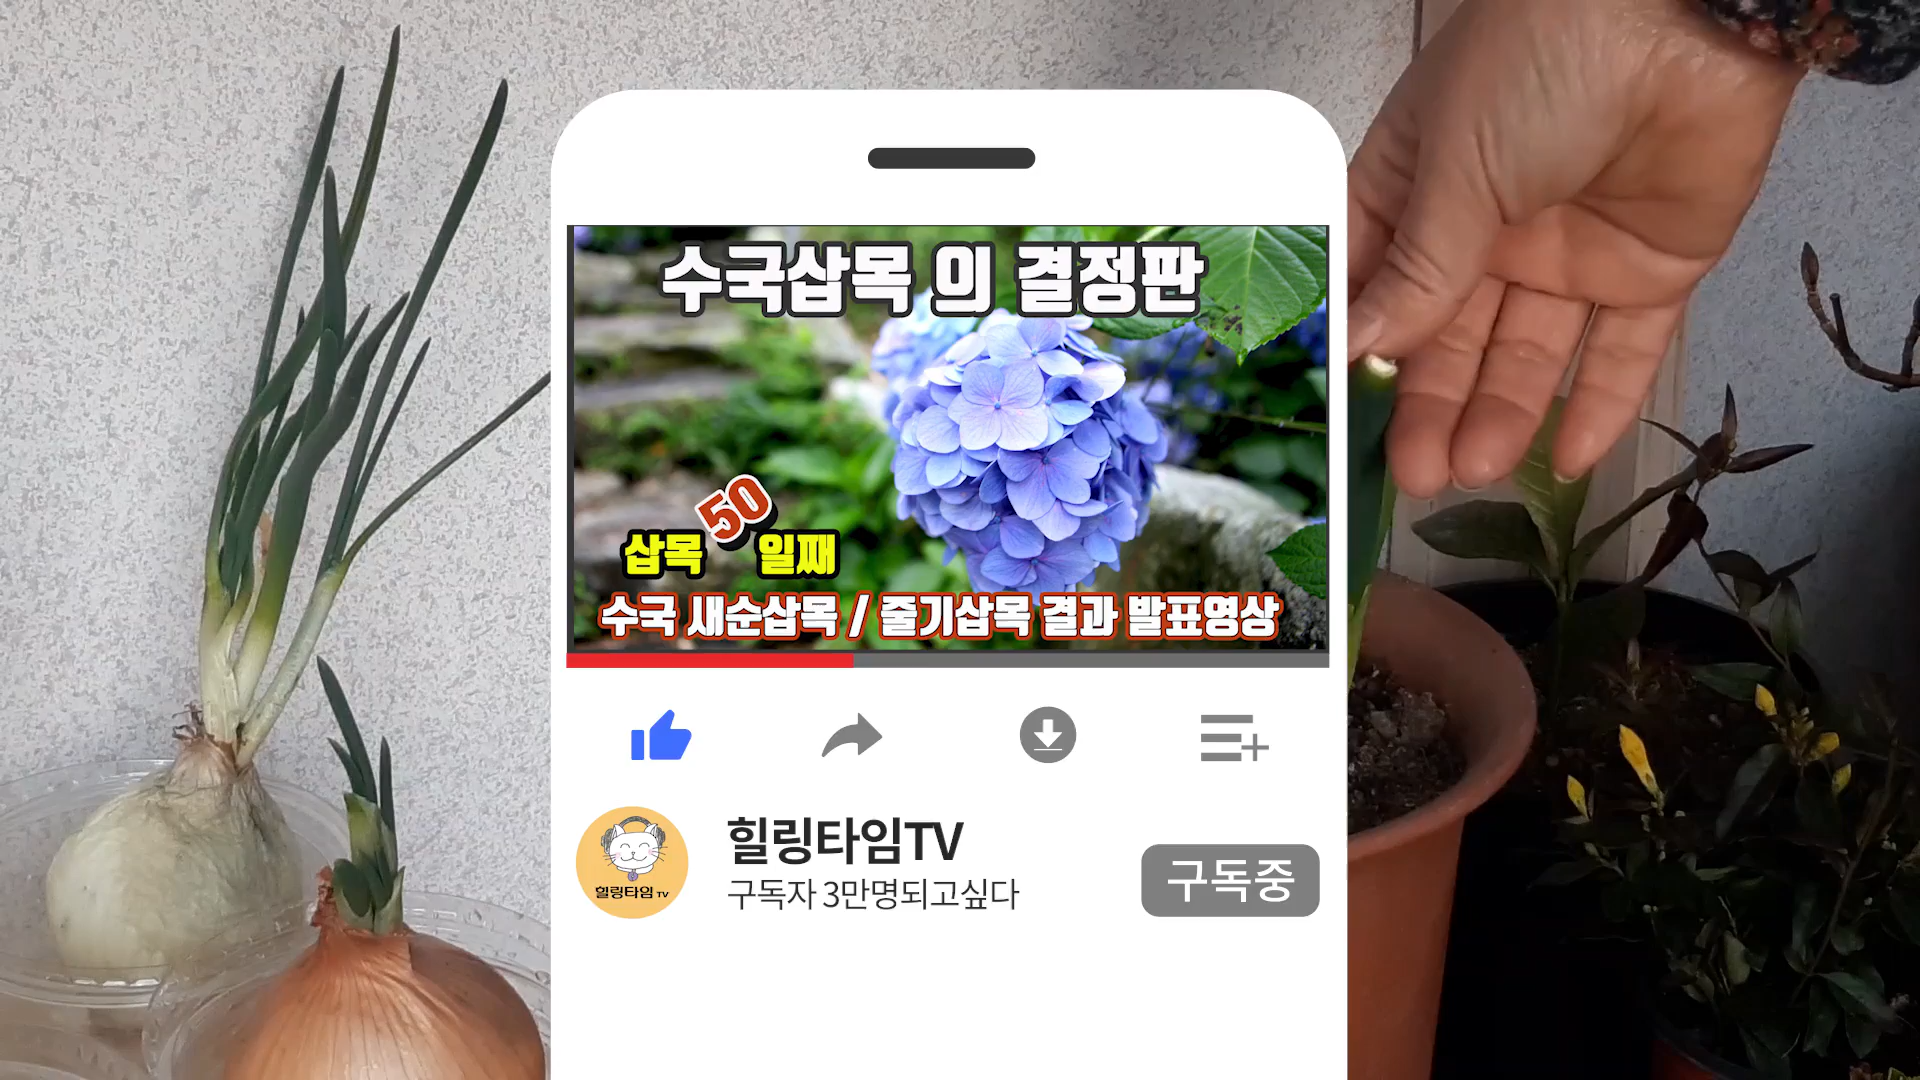 수국삽목 의 결정판
삽목 50 일째
수국 새순삽목 / 줄기삽목 결과 발표영상
힐링타임 TV
힐링타임TV
구독자 3만명되고싶다
구독중